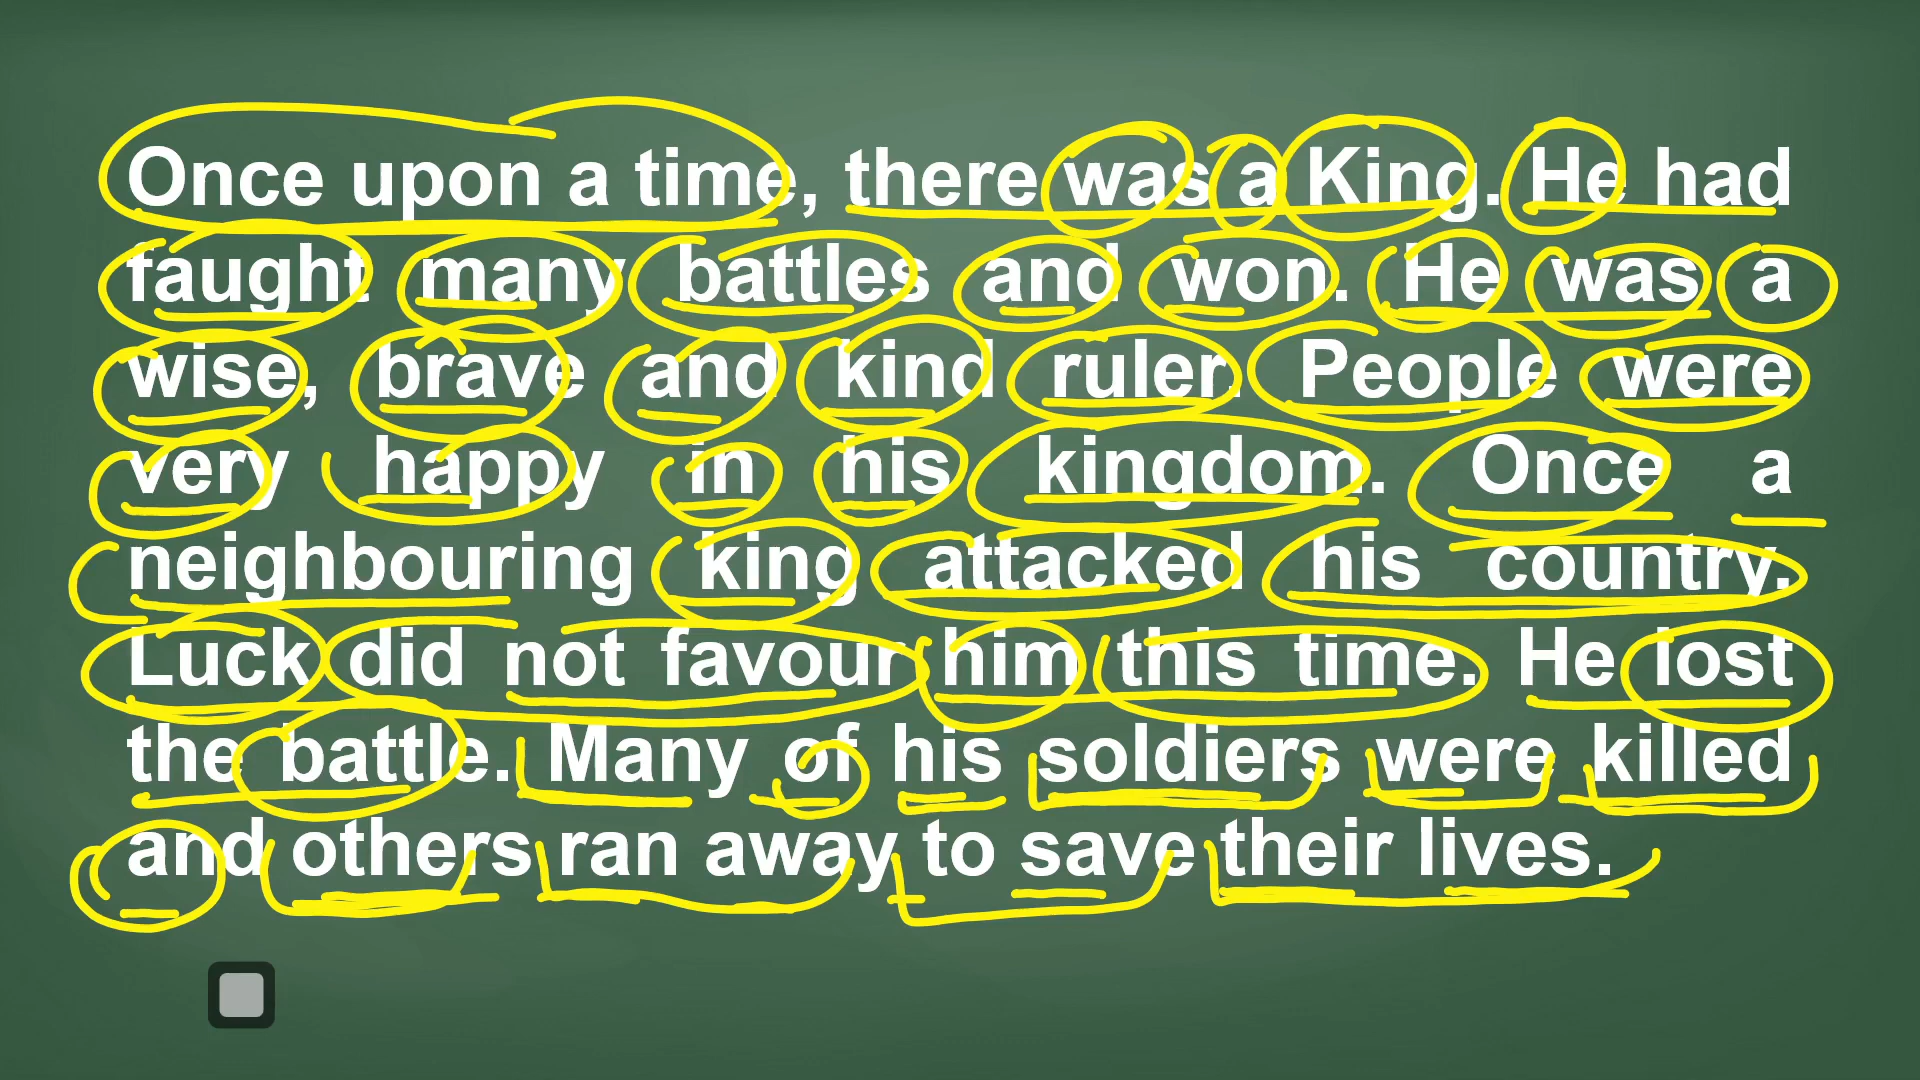 Once upon a time, there was a King. He had
faught many battles and won. He was a
wise, brave and kind ruler. People were
very happy in his kingdom. Once a
neighbouring king attacked his country.
Luck did not favour him this time. He lost
the battle. Many of his soldiers were killed
and others ran away to save their lives.